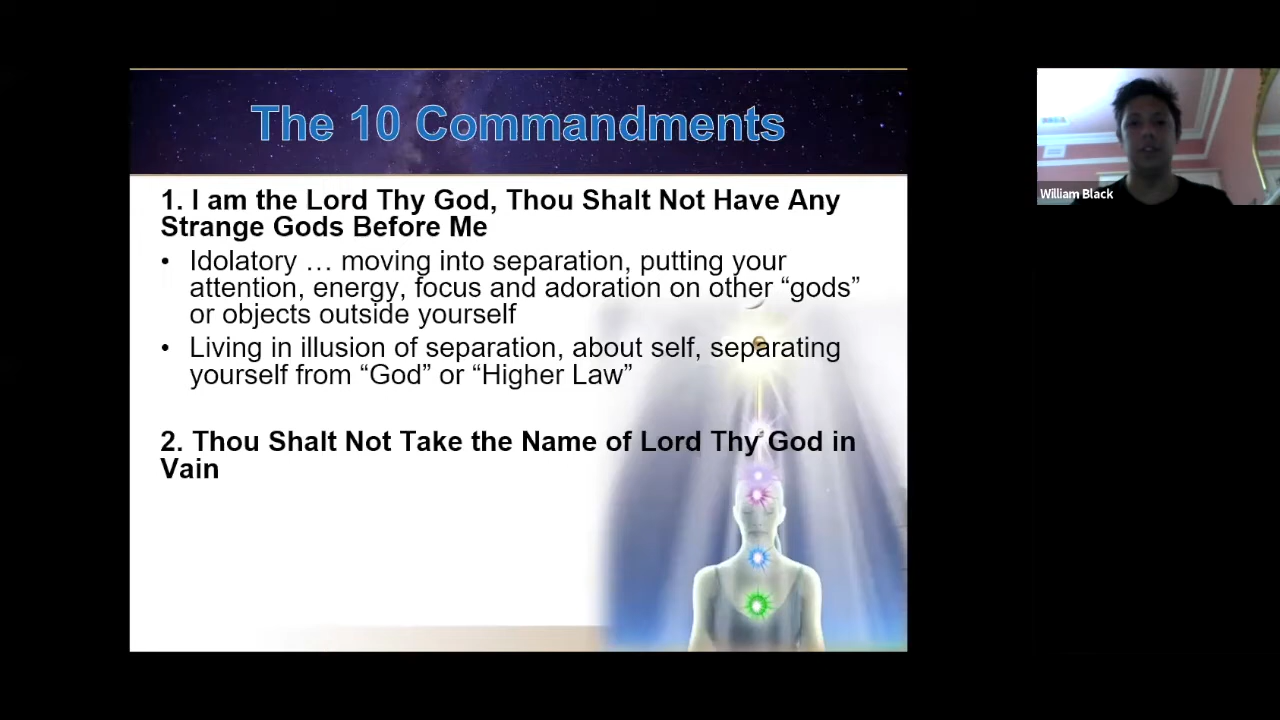 The 10 Commandments
1. I am the Lord Thy God, Thou Shalt Not Have Any
Strange Gods Before Me
• Idolatory … moving into separation, putting your
attention, energy, focus and adoration on other “gods”
or objects outside yourself
• Living in illusion of separation, about self, separating
yourself from “God” or “Higher Law”
2. Thou Shalt Not Take the Name of Lord Thy God in
Vain
William Black